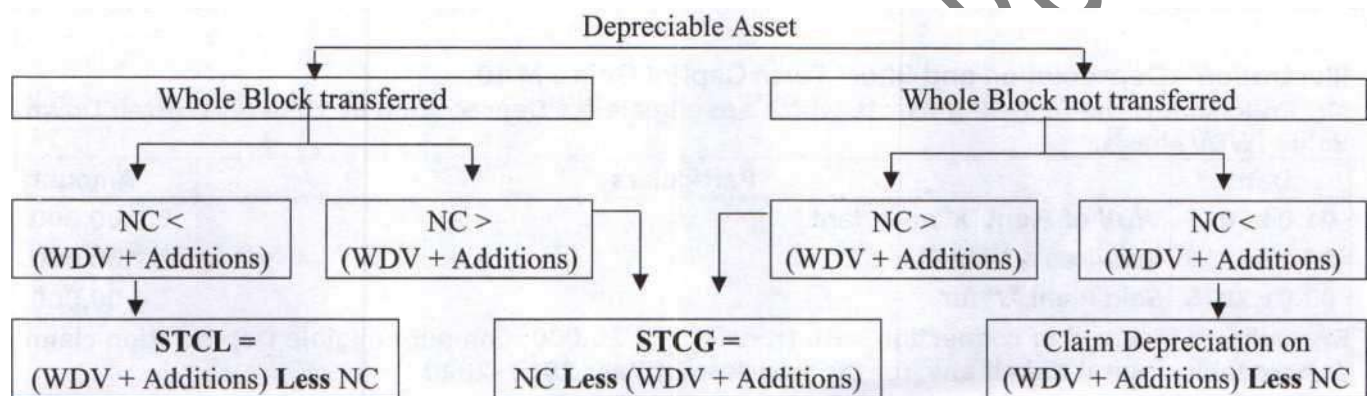 Depreciable Asset
Whole Block transferred
Whole Block not transferred
NC <
(WDV + Additions)
NC >
(WDV + Additions)
NC >
(WDV + Additions)
NC <
(WDV + Additions)
STCL =
(WDV + Additions) Less NC
STCG =
NC Less (WDV + Additions)
Claim Depreciation on
(WDV + Additions) Less NC